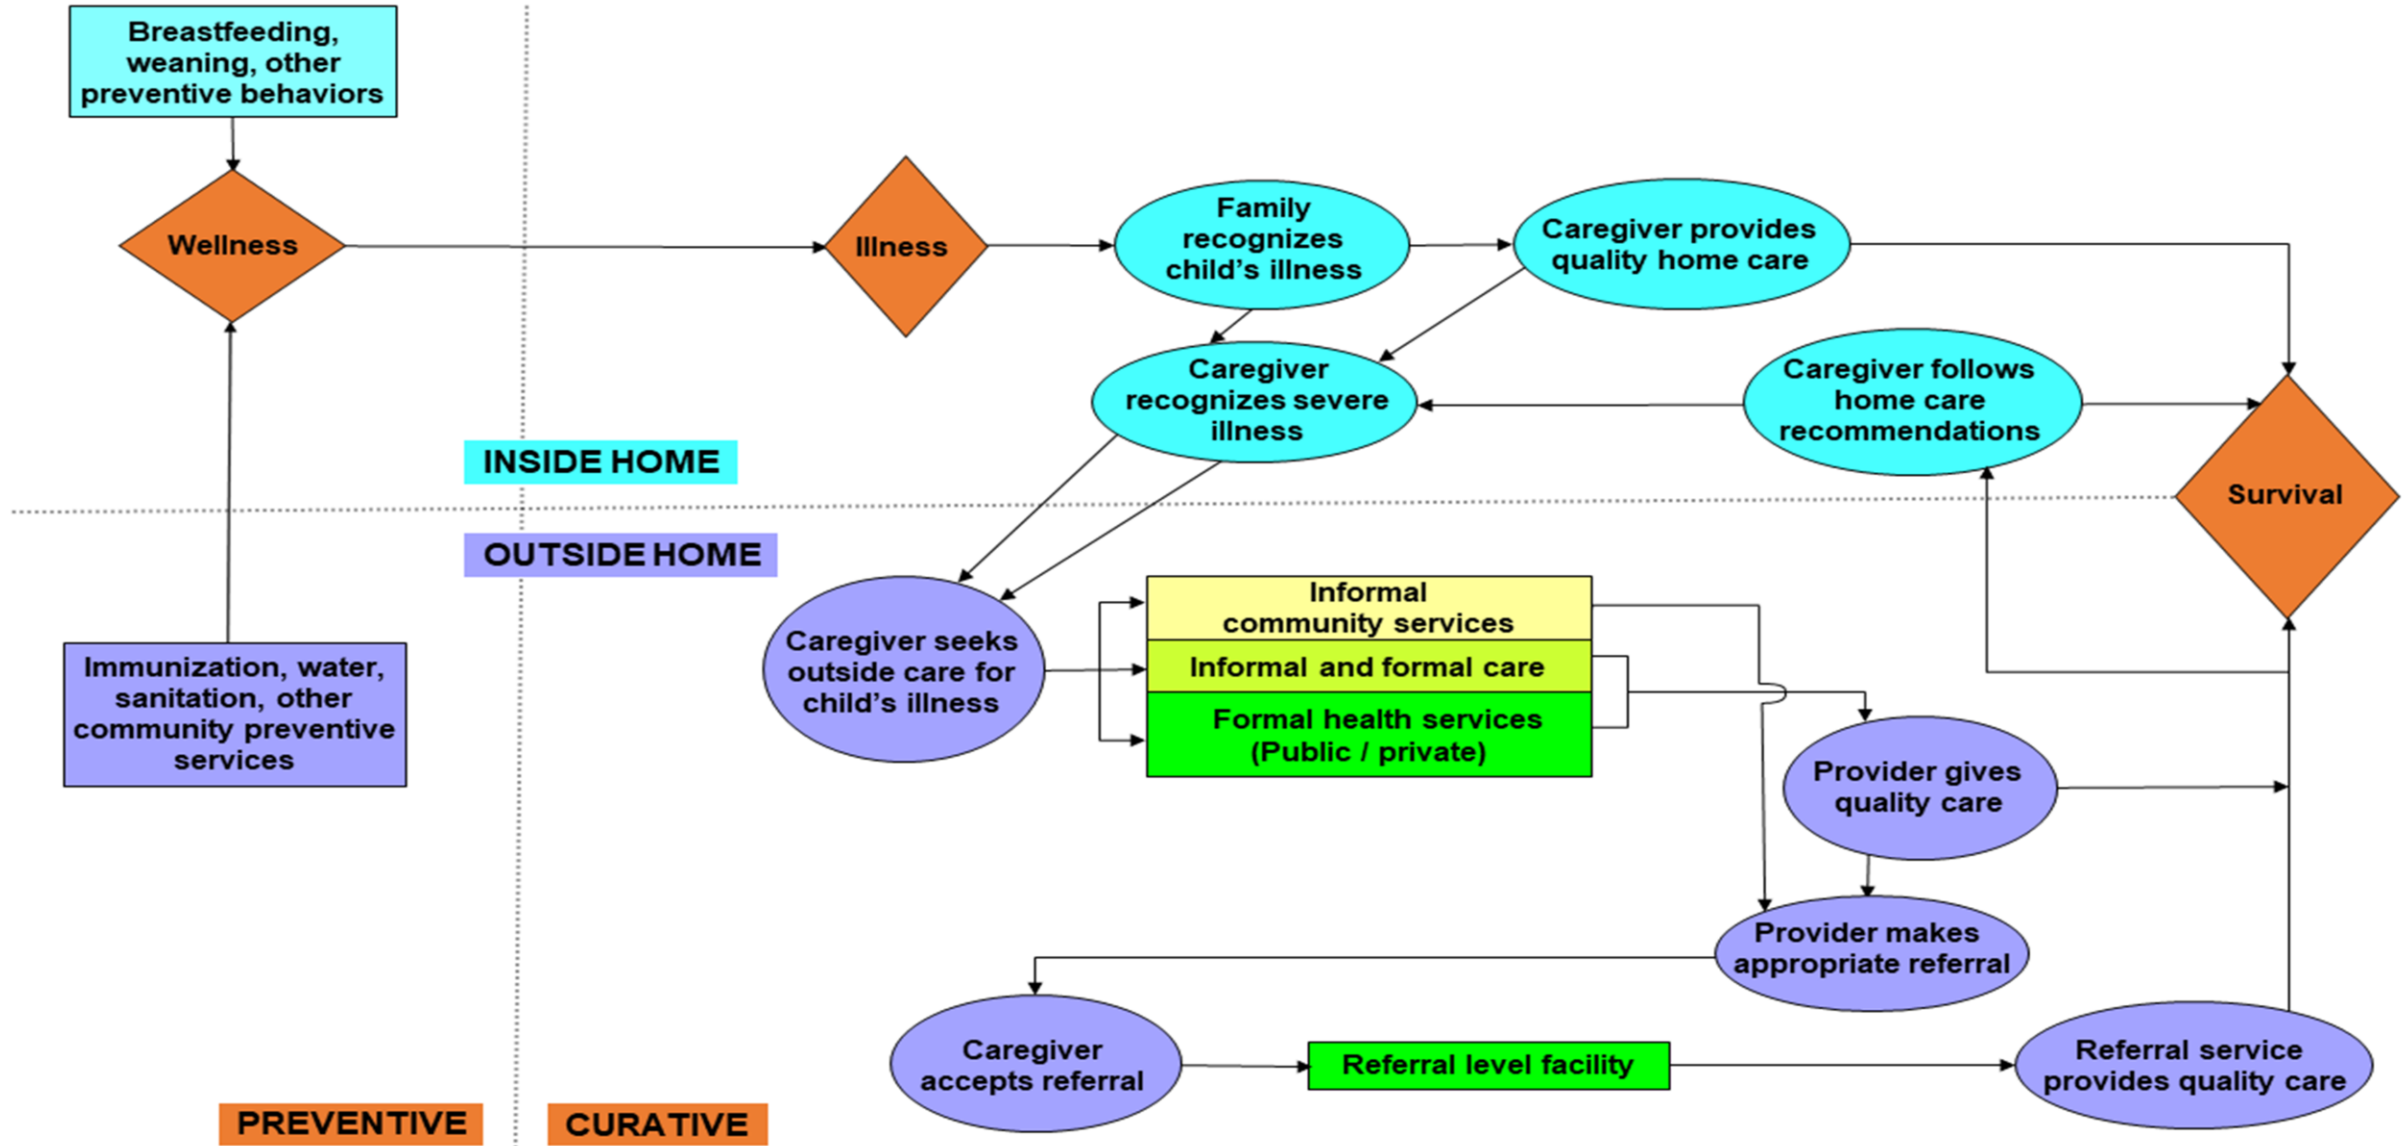 Breastfeeding,
weaning, other
preventive behaviors
Wellness
Illness
Family
recognizes
child's illness
Caregiver provides
quality home care
Caregiver
recognizes severe
illness
Caregiver follows
home care
recommendations
Survival
INSIDE HOME
OUTSIDE HOME
Immunization, water,
sanitation, other
community preventive
services
Caregiver seeks
outside care for
child's illness
Informal
community services
Informal and formal care
Formal health services
(Public / private)
Provider gives
quality care
Provider makes
appropriate referral
Caregiver
accepts referral
Referral level facility
Referral service
provides quality care
PREVENTIVE
CURATIVE